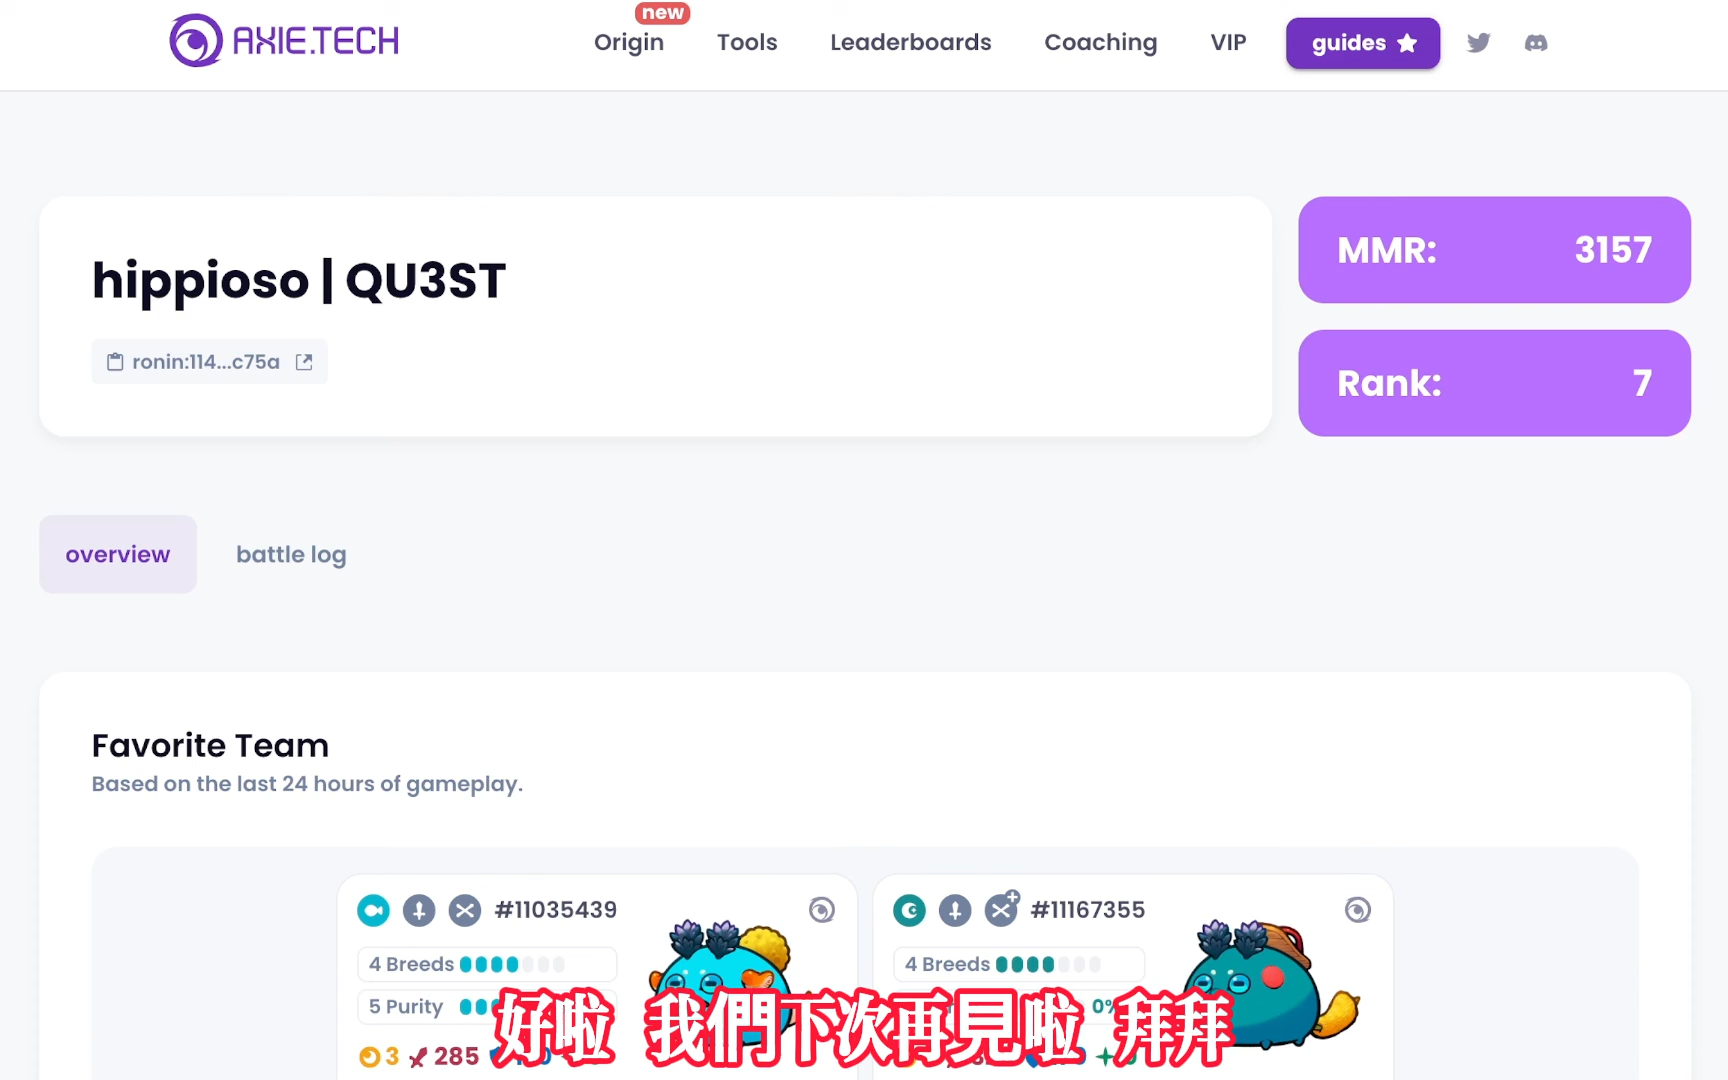 AXIE.TECH
new
Origin
Tools
Leaderboards
Coaching
VIP
guides
hippioso | QU3ST
ronin:114...c75a
MMR: 3157
Rank: 7
overview
battle log
Favorite Team
Based on the last 24 hours of gameplay.
#11035439
4 Breeds
5 Purity
3 285
#11167355
4 Breeds
好啦 我們下次再見啦 拜拜